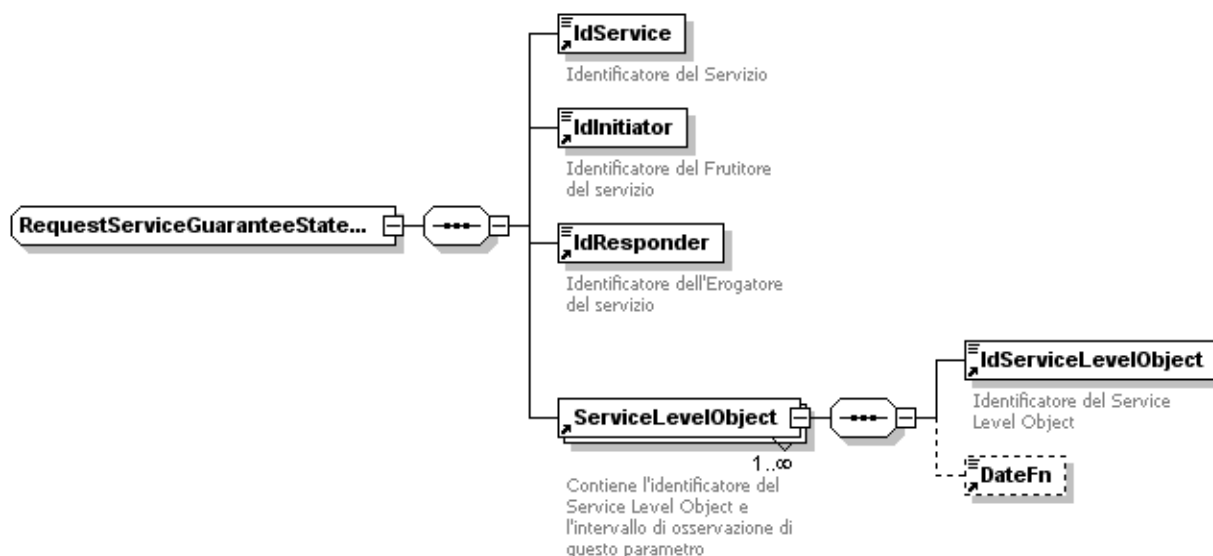 IdService
Identificatore del Servizio
IdInitiator
Identificatore del Frutitore
del servizio
RequestServiceGuaranteeState...
IdResponder
Identificatore dell'Erogatore
del servizio
IdServiceLevelObject
Identificatore del Service
Level Object
ServiceLevelObject
1..∞
DateFn
Contiene l'identificatore del
Service Level Object e
l'intervallo di osservazione di
questo parametro